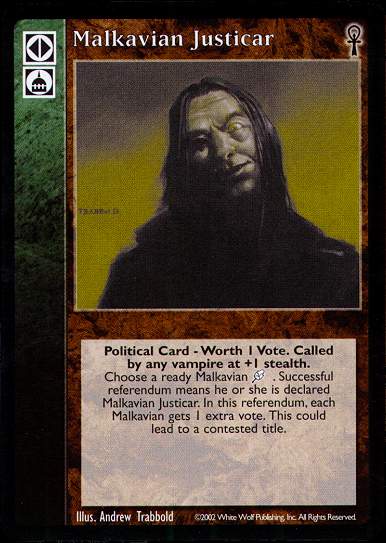 Malkavian Justicar
Political Card - Worth 1 Vote. Called
by any vampire at +1 stealth.
Choose a ready Malkavian . Successful
referendum means he or she is declared
Malkavian Justicar. In this referendum, each
Malkavian gets 1 extra vote. This could
lead to a contested title.
Illus. Andrew Trabbold
©2002 White Wolf Publishing, Inc. All Rights Reserved.